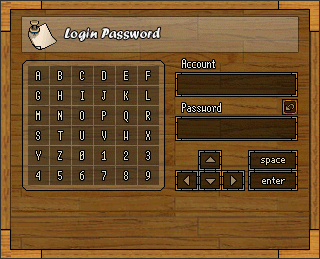 Login Password
Account
A B C D E F
G H I J K L
M N O P Q R
S T U V W X
Y Z 0 1 2 3
4 5 6 7 8 9
Password
space
enter